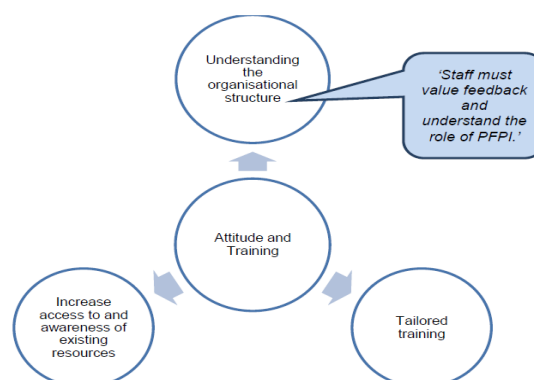 Understanding
the
organisational
structure
‘Staff must
value feedback
and
understand the
role of PFPI.’
Attitude and
Training
Increase
access to and
awareness of
existing
resources
Tailored
training